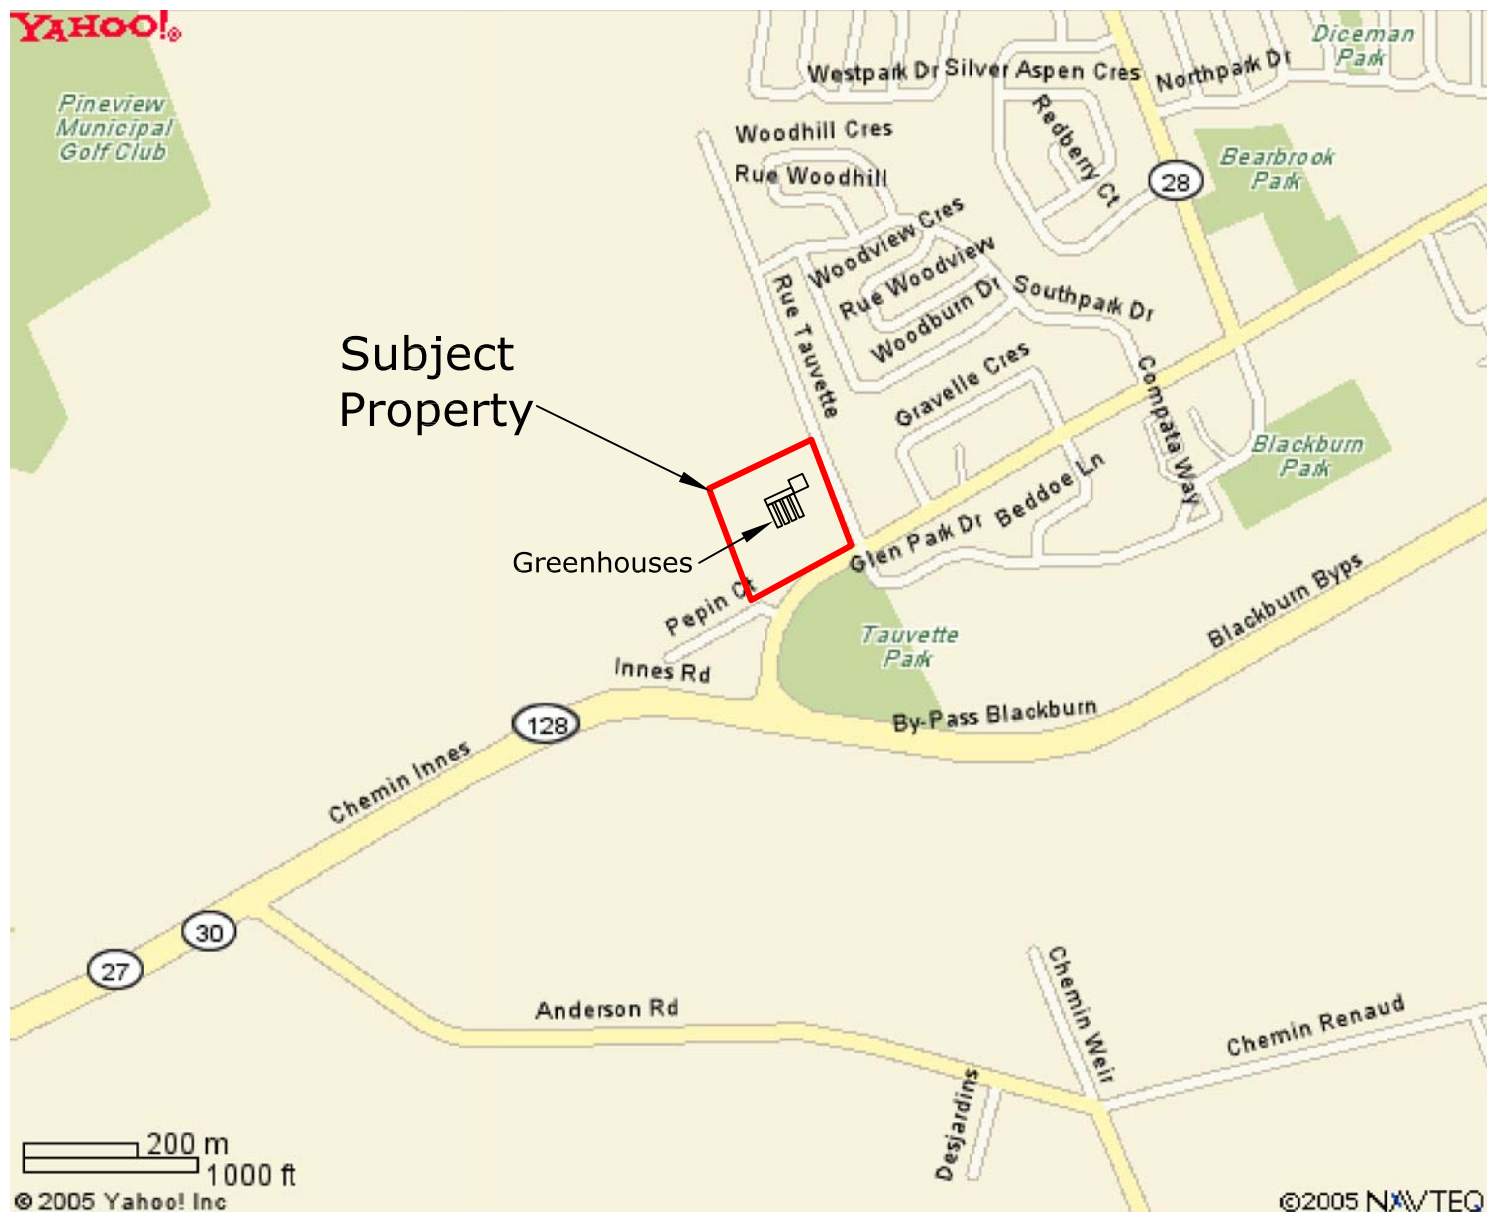 YAHOO!®
Diceman
Park
Westpark Dr
Silver Aspen Cres
Northpark Dr
Pineview
Municipal
Golf Club
Redberry Ct
Woodhill Cres
Bearbrook
Park
Rue Woodhill
28
Woodview Cres
Rue Woodview
Southpark Dr
Woodburn Dr
Rue Tauvette
Subject
Property
Gravelle Cres
Compata Way
Blackburn
Park
Beddoe Ln
Glen Park Dr
Greenhouses
Pepin Ct
Blackburn Byps
Tauvette
Park
Innes Rd
128
By-Pass Blackburn
Chemin Innes
30
27
Anderson Rd
Chemin Weir
Chemin Renaud
Desjardins
200 m
1000 ft
© 2005 Yahoo! Inc
©2005 NAVTEQ